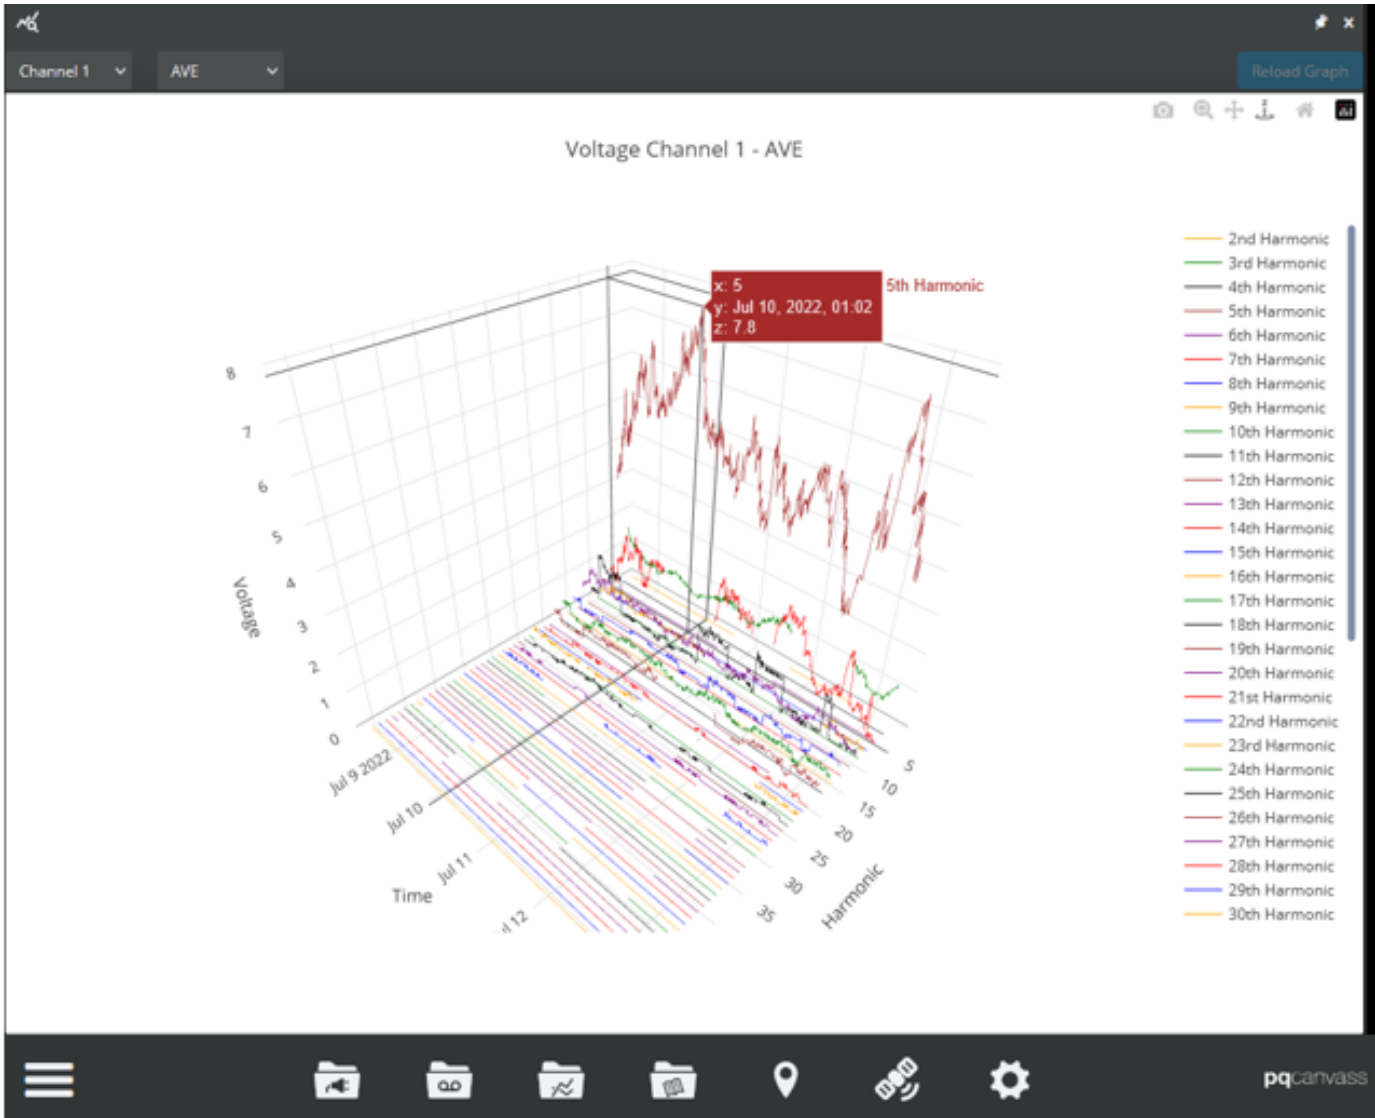 Channel 1
AVE
Reload Graph
Voltage Channel 1 - AVE
x: 5
y: Jul 10, 2022, 01:02
z: 7.8
5th Harmonic
8
7
6
5
4
3
2
1
0
Voltage
Jul 9 2022
Jul 10
Jul 11
ul 12
Time
5
10
15
20
25
30
35
Harmonic
2nd Harmonic
3rd Harmonic
4th Harmonic
5th Harmonic
6th Harmonic
7th Harmonic
8th Harmonic
9th Harmonic
10th Harmonic
11th Harmonic
12th Harmonic
13th Harmonic
14th Harmonic
15th Harmonic
16th Harmonic
17th Harmonic
18th Harmonic
19th Harmonic
20th Harmonic
21st Harmonic
22nd Harmonic
23rd Harmonic
24th Harmonic
25th Harmonic
26th Harmonic
27th Harmonic
28th Harmonic
29th Harmonic
30th Harmonic
pqcanvass